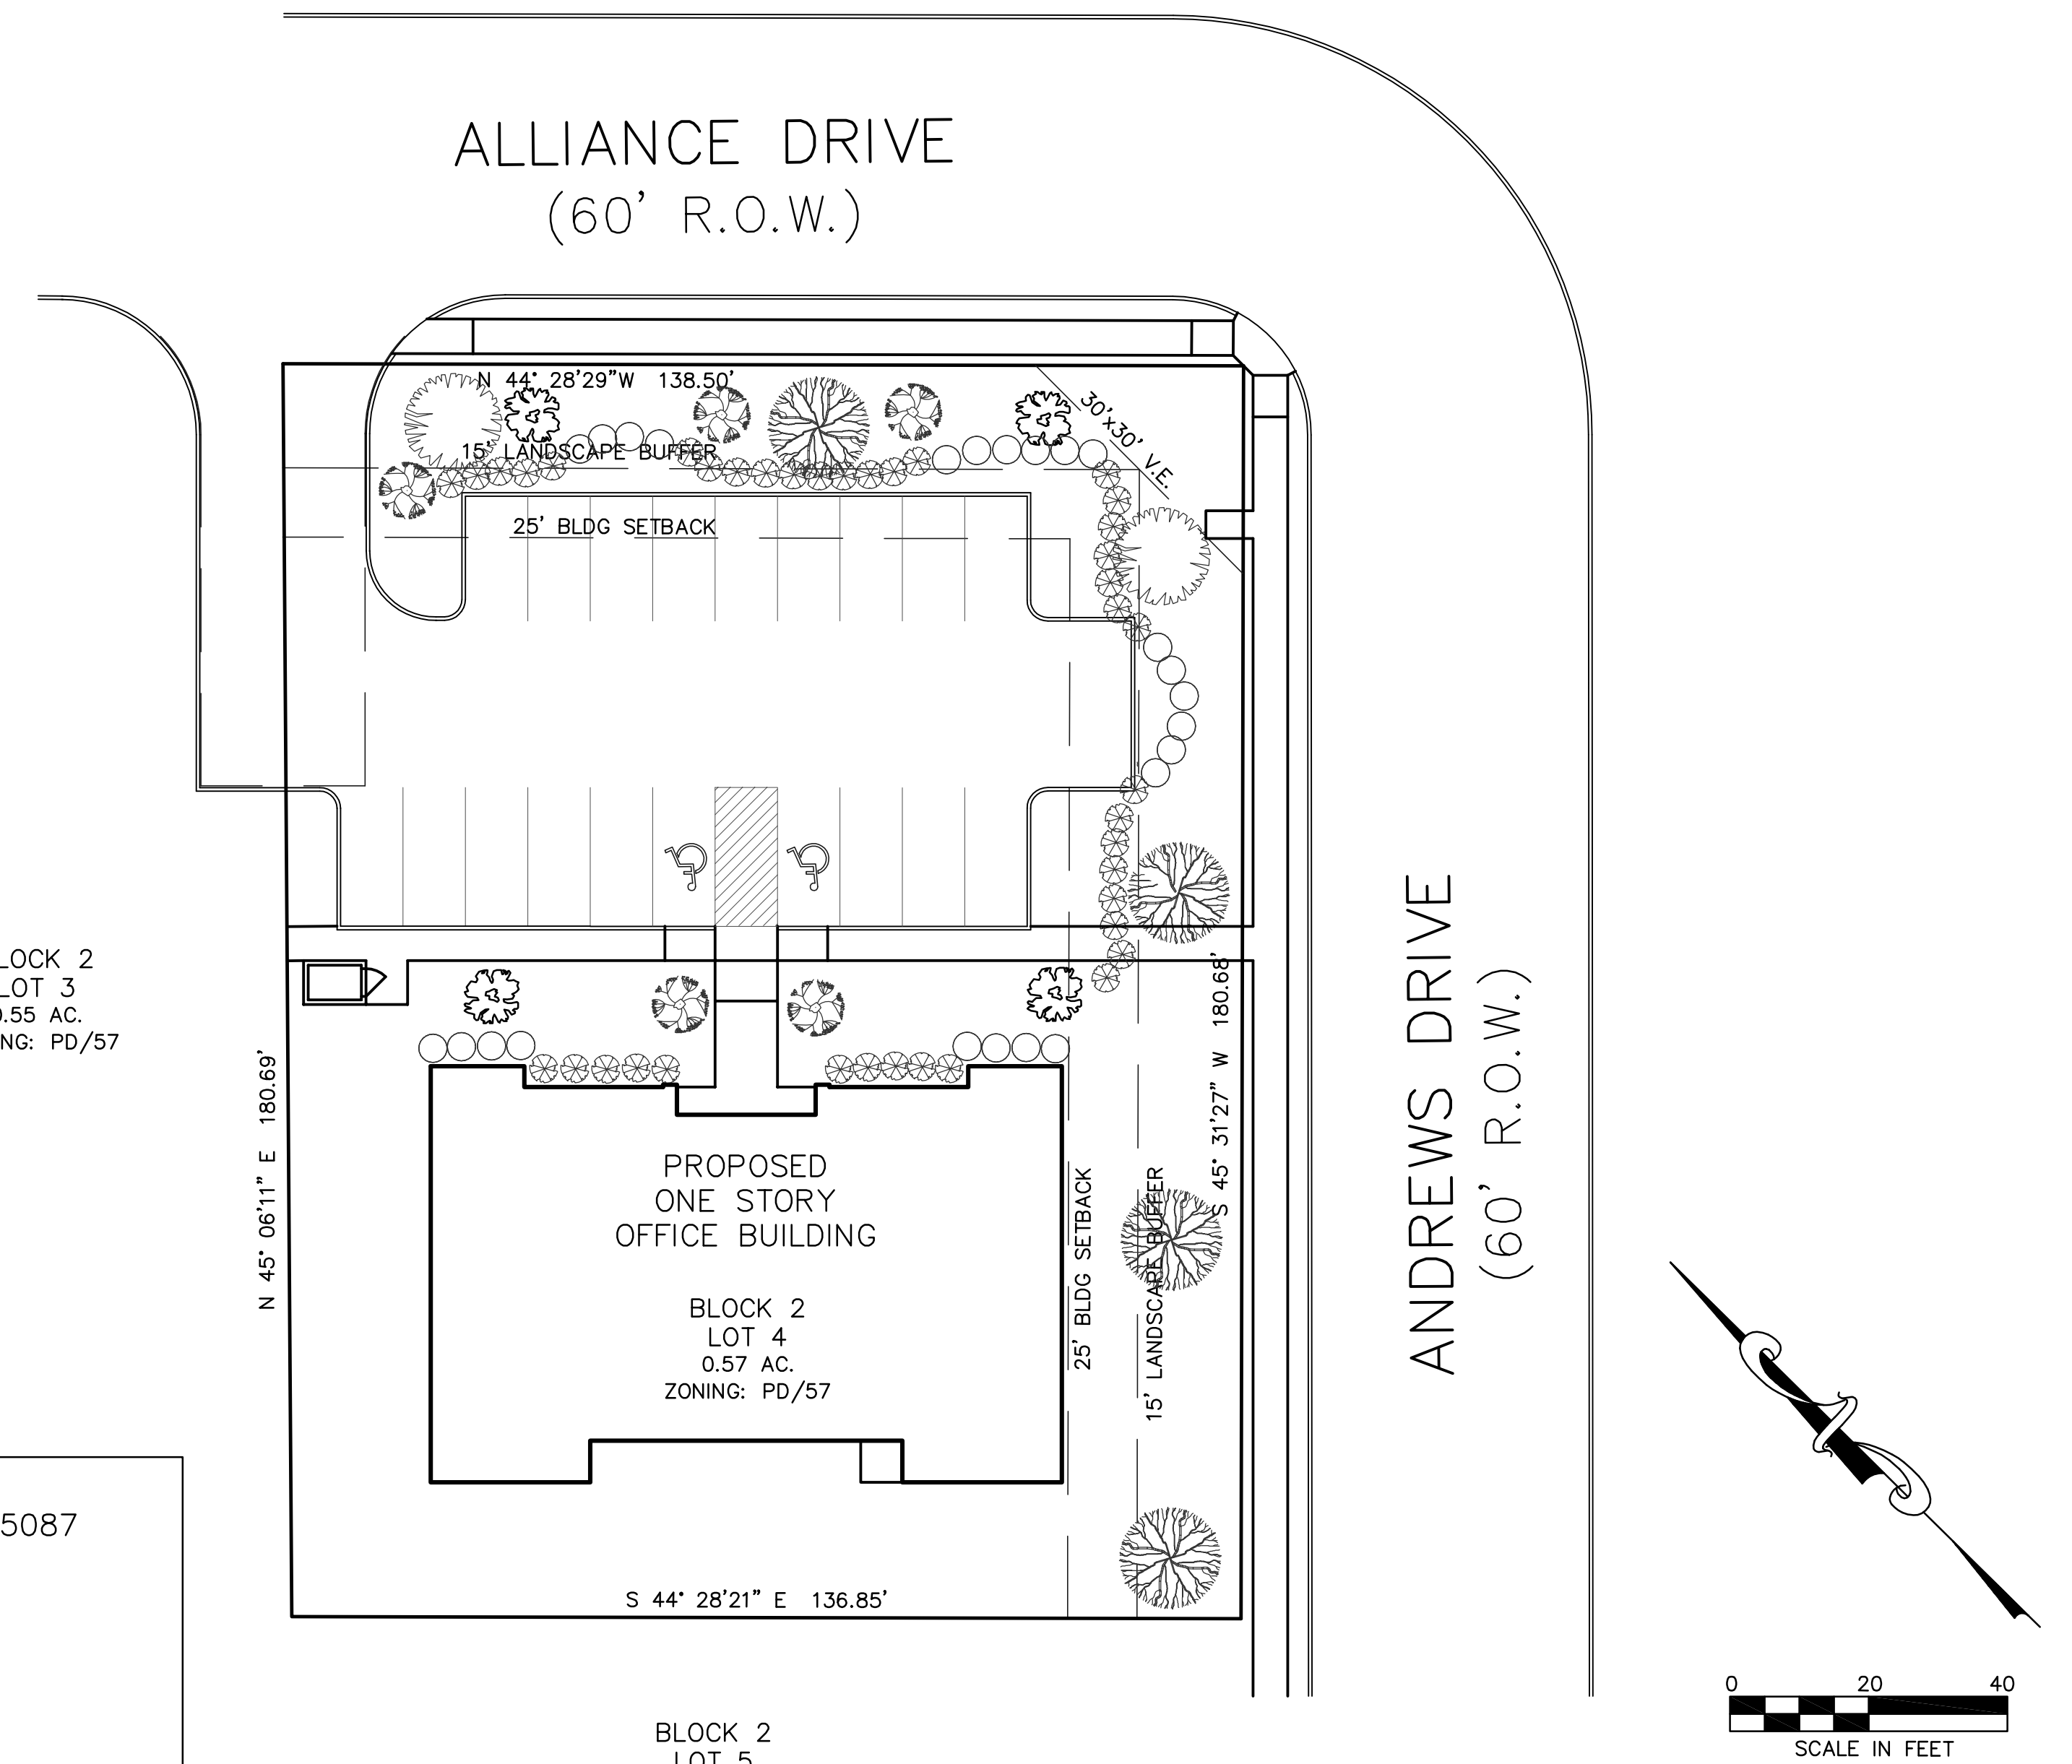 ALLIANCE DRIVE
(60' R.O.W.)
N 44° 28'29"W 138.50'
30'x30' V.E.
15' LANDSCAPE BUFFER
25' BLDG SETBACK
LOCK 2
LOT 3
0.55 AC.
NG: PD/57
N 45° 06'11" E 180.69'
PROPOSED
ONE STORY
OFFICE BUILDING
BLOCK 2
LOT 4
0.57 AC.
ZONING: PD/57
25' BLDG SETBACK
15' LANDSCAPE BUFFER
S 45° 31'27" W 180.68'
ANDREWS DRIVE
(60' R.O.W.)
5087
S 44° 28'21" E 136.85'
BLOCK 2
LOT 5
0 20 40
SCALE IN FEET